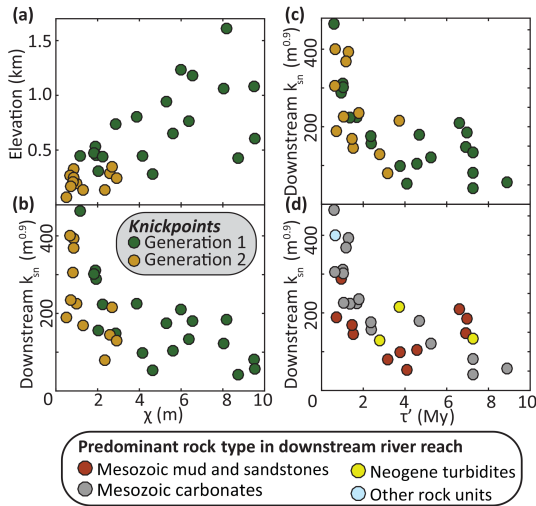 (a)
1.5
1.0
0.5
Elevation (km)
(b)
400
200
0
Downstream k_sn (m^0.9)
Knickpoints
Generation 1
Generation 2
0 2 4 6 8 10
χ (m)
(c)
400
200
Downstream k_sn (m^0.9)
(d)
400
200
0
Downstream k_sn (m^0.9)
0 2 4 6 8 10
τ’ (My)
Predominant rock type in downstream river reach
Mesozoic mud and sandstones
Neogene turbidites
Mesozoic carbonates
Other rock units